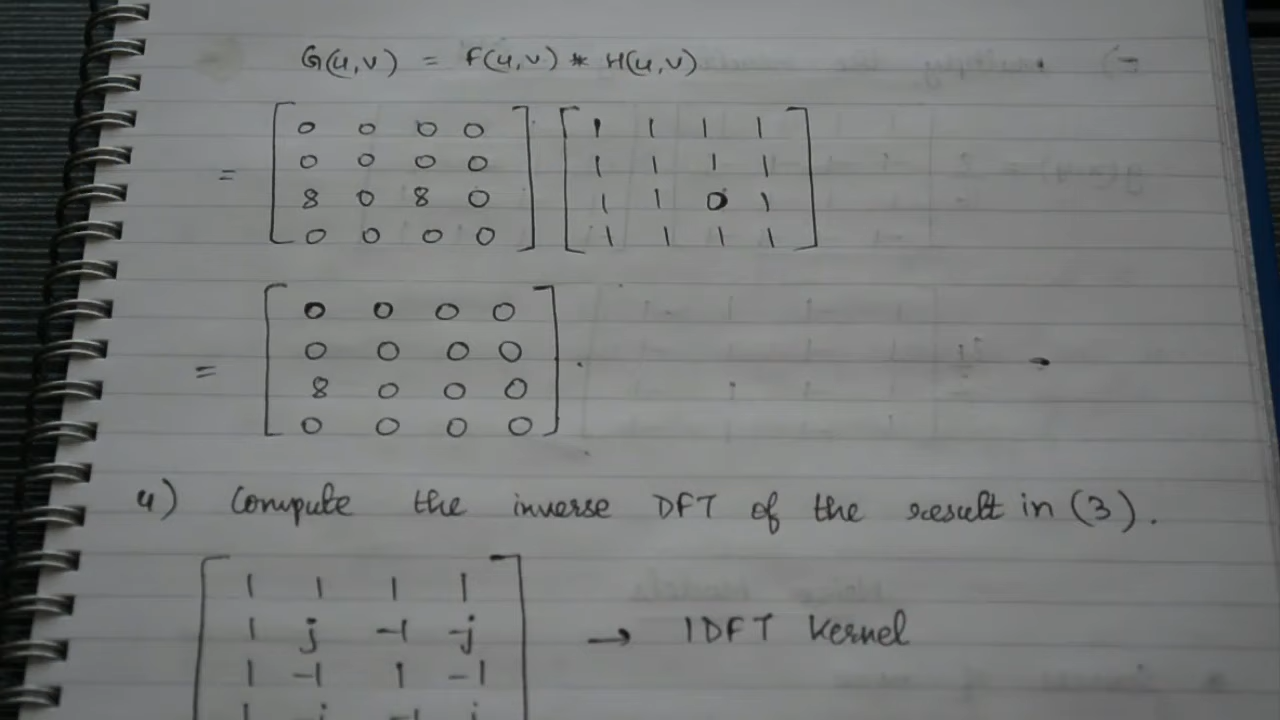 G(u,v) = F(u,v) * H(u,v)
= [0 0 0 0] [1 1 1 1]
[0 0 0 0] [1 1 1 1]
[8 0 8 0] [1 1 0 1]
[0 0 0 0] [1 1 1 1]
= [0 0 0 0]
[0 0 0 0]
[8 0 0 0]
[0 0 0 0]
4) Compute the inverse DFT of the result in (3).
[1 1 1 1]
[1 j -1 -j] → IDFT Kernel
[1 -1 1 -1]